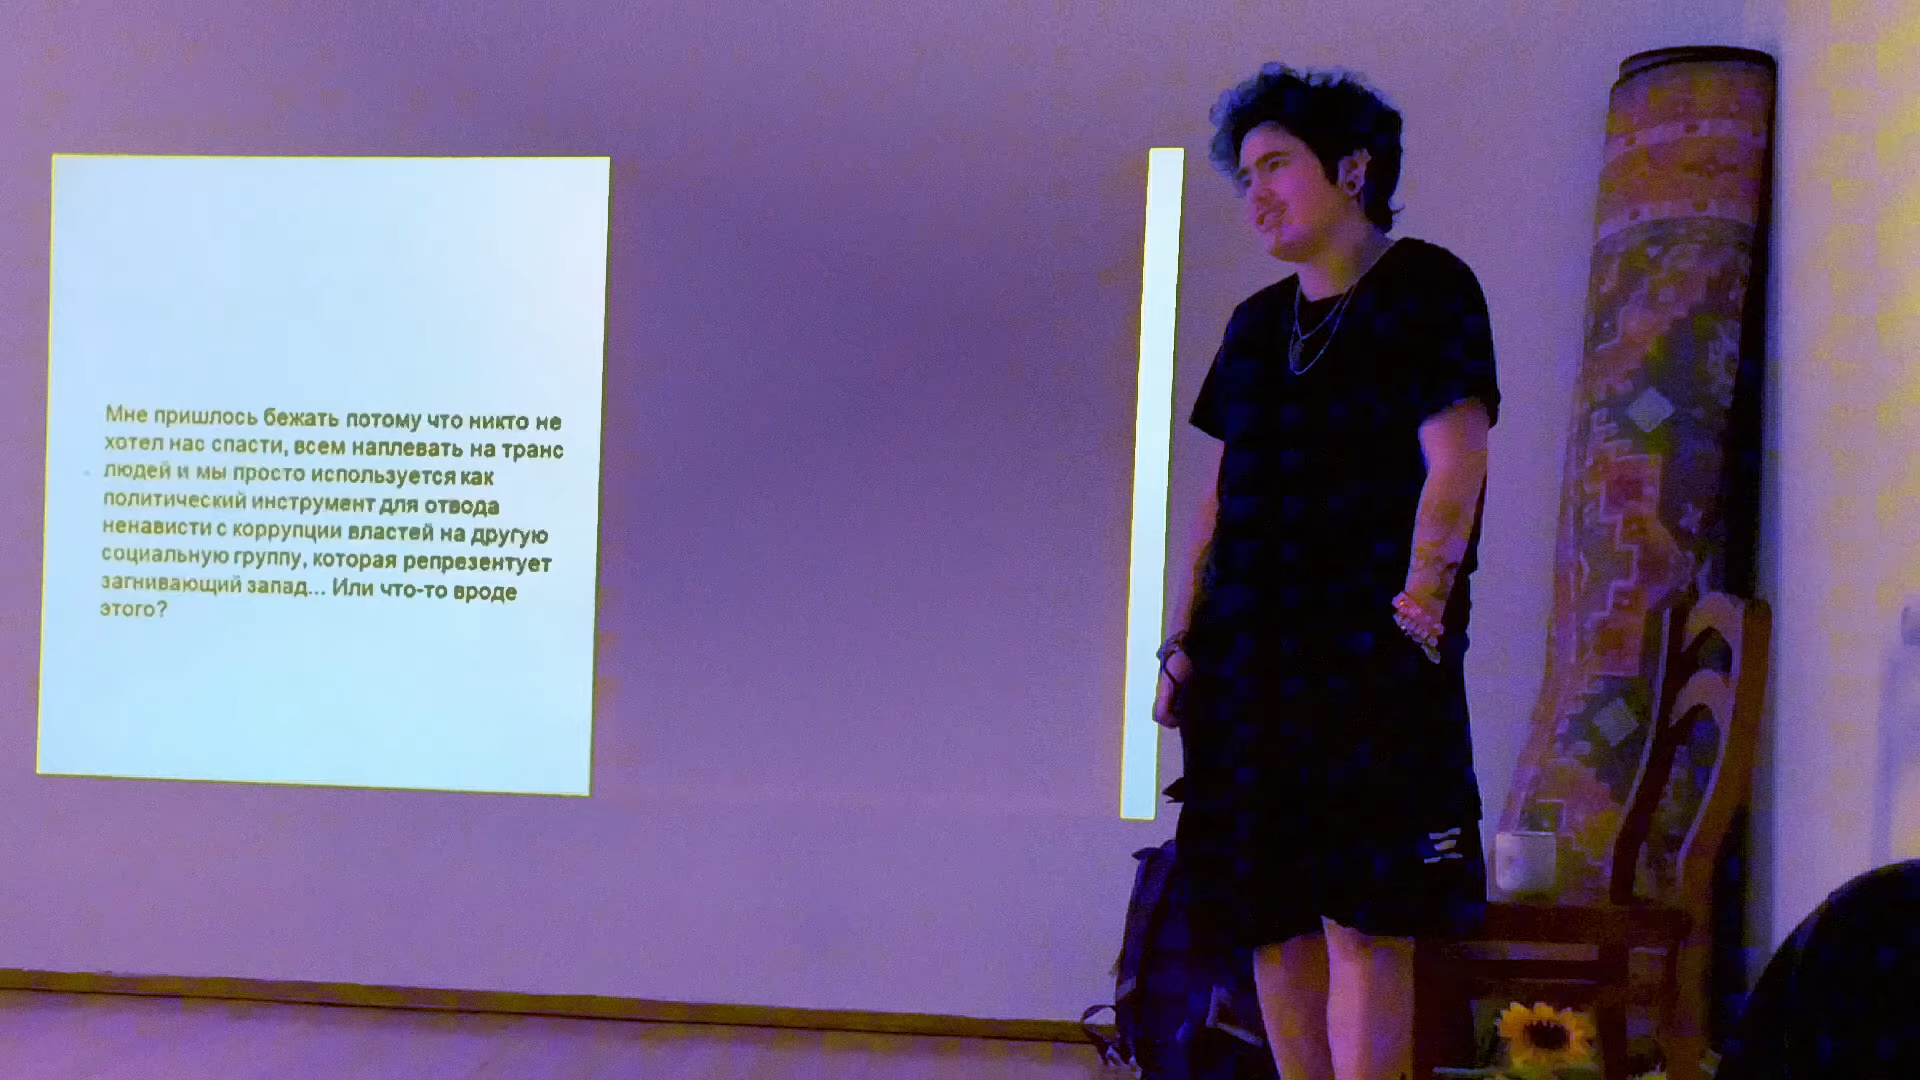 Мне пришлось бежать потому что никто не
хотел нас спасти, всем наплевать на транс
людей и мы просто используется как
политический инструмент для отвода
ненависти с коррупции властей на другую
социальную группу, которая репрезентует
загнивающий запад... Или что-то вроде
этого?